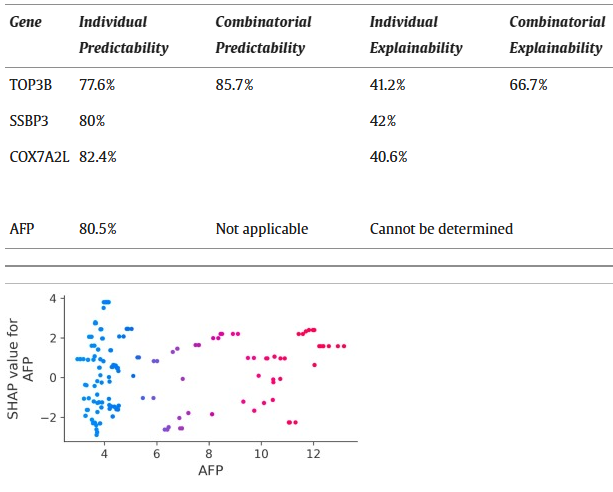 Gene Individual Predictability Combinatorial Predictability Individual Explainability Combinatorial Explainability
TOP3B 77.6% 85.7% 41.2% 66.7%
SSBP3 80% 42%
COX7A2L 82.4% 40.6%
AFP 80.5% Not applicable Cannot be determined
SHAP value for
AFP
4
2
0
−2
4 6 8 10 12
AFP